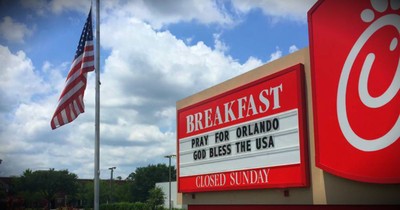 BREAKFAST
PRAY FOR ORLANDO
GOD BLESS THE USA
CLOSED SUNDAY